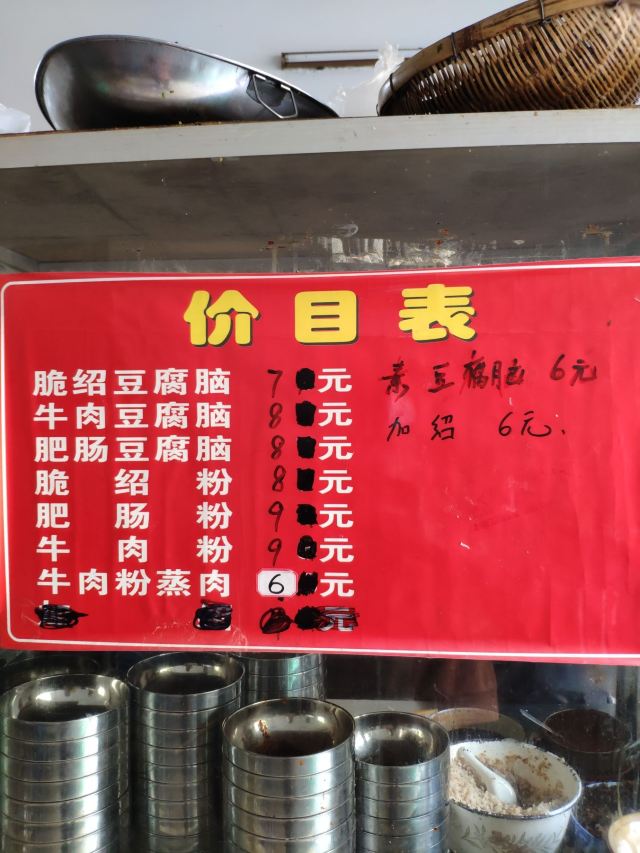 价目表
脆绍豆腐脑 7元
牛肉豆腐脑 8元
肥肠豆腐脑 8元
脆绍粉 8元
肥肠粉 9元
牛肉粉 9元
牛肉粉蒸肉 6元
素豆腐脑 6元
加绍 6元.